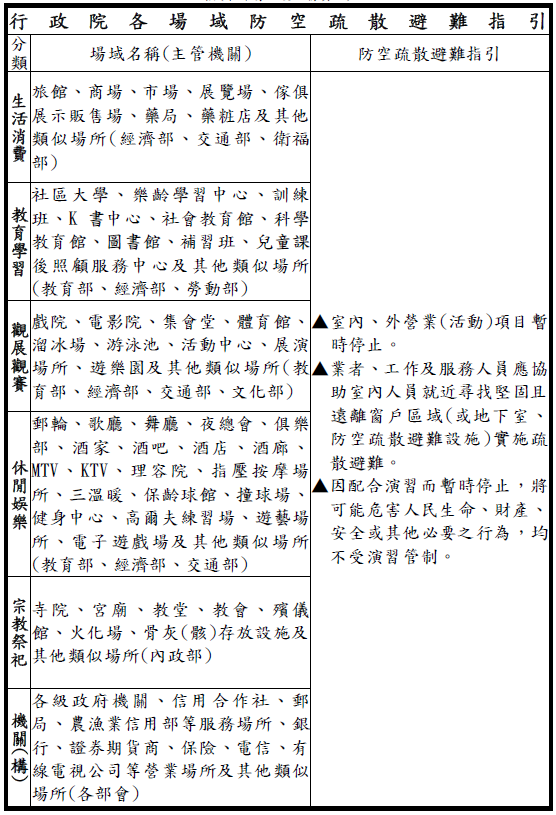 行政院各場域防空疏散避難指引
分類
場域名稱(主管機關)
防空疏散避難指引
生活消費
旅館、商場、市場、展覽場、傢俱
展示販售場、藥局、藥粧店及其他
類似場所(經濟部、交通部、衛福
部)
教育學習
社區大學、樂齡學習中心、訓練
班、K 書中心、社會教育館、科學
教育館、圖書館、補習班、兒童課
後照顧服務中心及其他類似場所
(教育部、經濟部、勞動部)
觀展觀賽
戲院、電影院、集會堂、體育館、
溜冰場、游泳池、活動中心、展演
場所、遊樂園及其他類似場所(教
育部、經濟部、交通部、文化部)
休閒娛樂
郵輪、歌廳、舞廳、夜總會、俱樂
部、酒家、酒吧、酒店、酒廊、
MTV、KTV、理容院、指壓按摩場
所、三溫暖、保齡球館、撞球場、
健身中心、高爾夫練習場、遊藝場
所、電子遊戲場及其他類似場所
(教育部、經濟部、交通部)
宗教祭祀
寺院、宮廟、教堂、教會、殯儀
館、火化場、骨灰(骸)存放設施及
其他類似場所(內政部)
機關(構)
各級政府機關、信用合作社、郵
局、農漁業信用部等服務場所、銀
行、證券期貨商、保險、電信、有
線電視公司等營業場所及其他類似
場所(各部會)
▲室內、外營業(活動)項目暫
時停止。
▲業者、工作及服務人員應協
助室內人員就近尋找堅固且
遠離窗戶區域(或地下室、
防空疏散避難設施)實施疏
散避難。
▲因配合演習而暫時停止，將
可能危害人民生命、財產、
安全或其他必要之行為，均
不受演習管制。